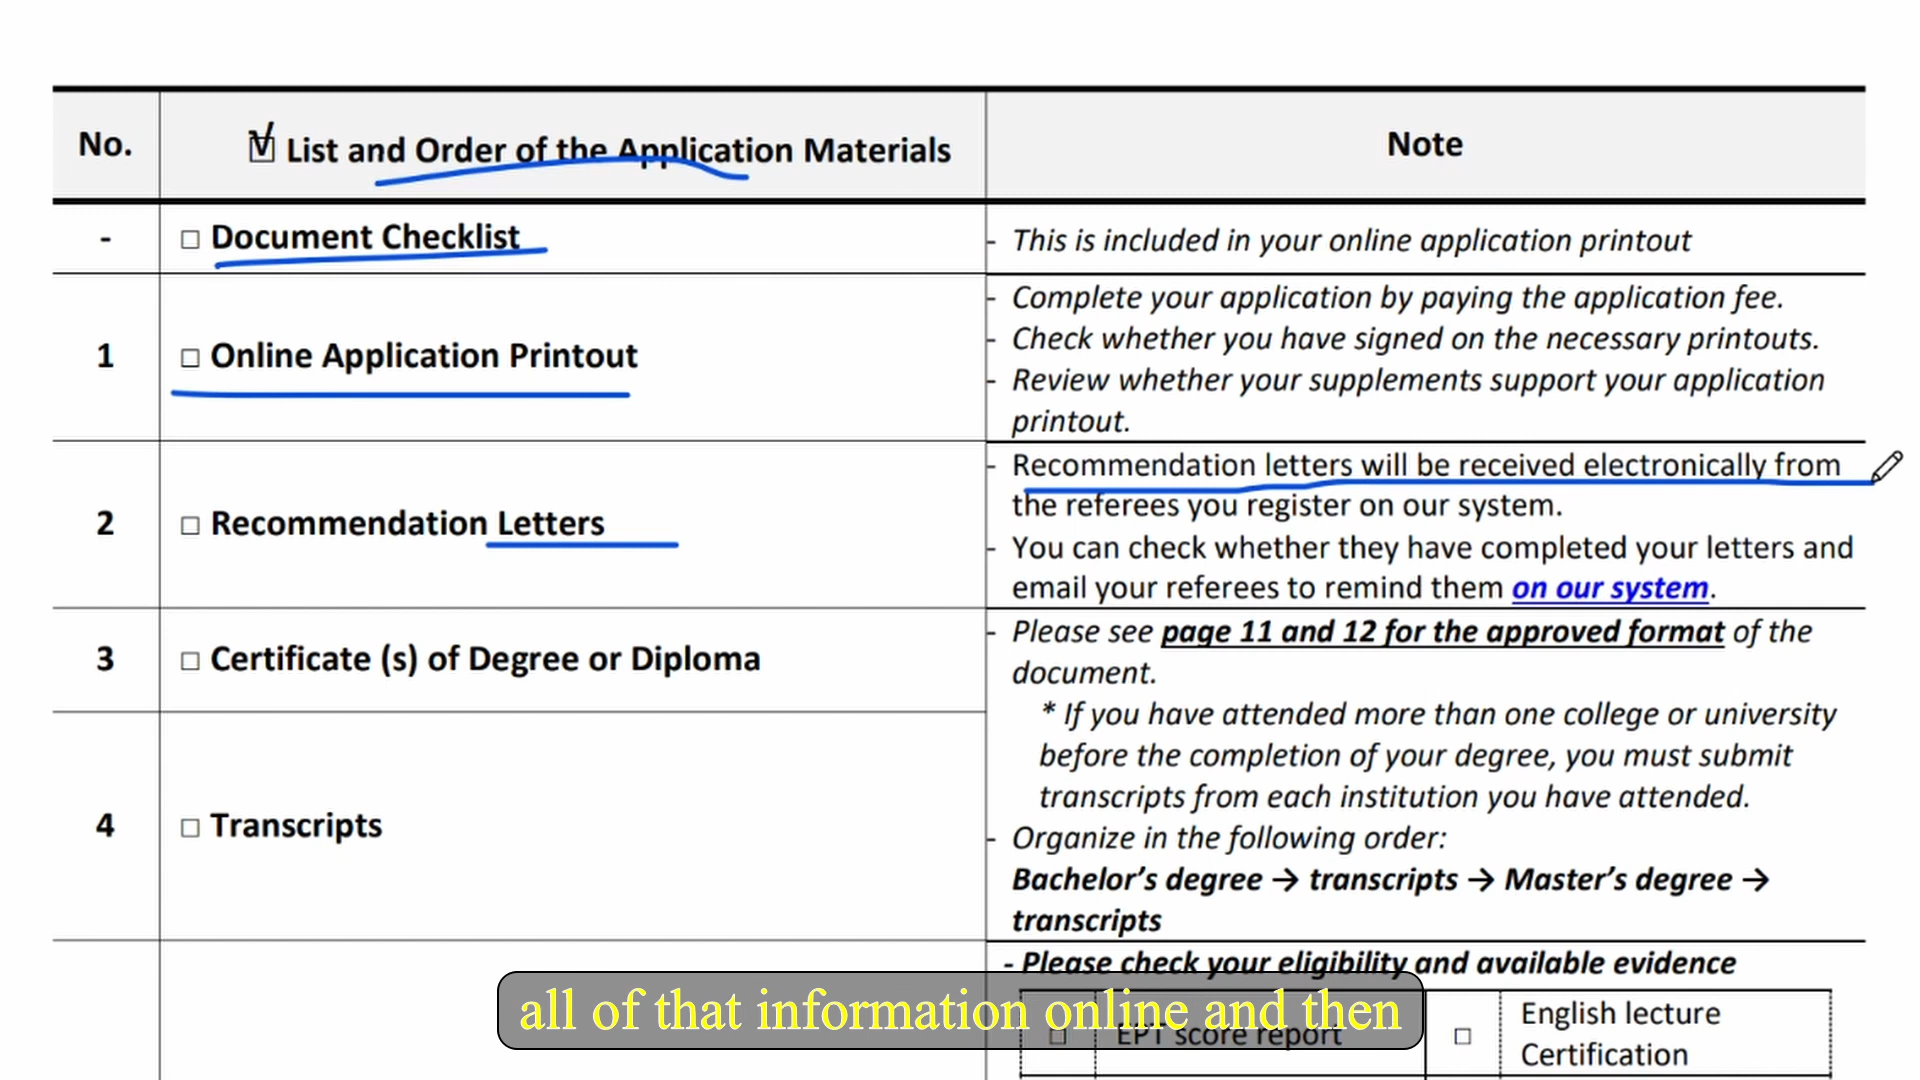 No.
☑ List and Order of the Application Materials
Note
-
□ Document Checklist
- This is included in your online application printout
1
□ Online Application Printout
- Complete your application by paying the application fee.
- Check whether you have signed on the necessary printouts.
- Review whether your supplements support your application
printout.
2
□ Recommendation Letters
- Recommendation letters will be received electronically from
the referees you register on our system.
- You can check whether they have completed your letters and
email your referees to remind them on our system.
3
□ Certificate (s) of Degree or Diploma
- Please see page 11 and 12 for the approved format of the
document.
* If you have attended more than one college or university
before the completion of your degree, you must submit
transcripts from each institution you have attended.
4
□ Transcripts
- Organize in the following order:
Bachelor's degree → transcripts → Master's degree →
transcripts
- Please check your eligibility and available evidence
□ EPT score report
□ English lecture
Certification
all of that information online and then